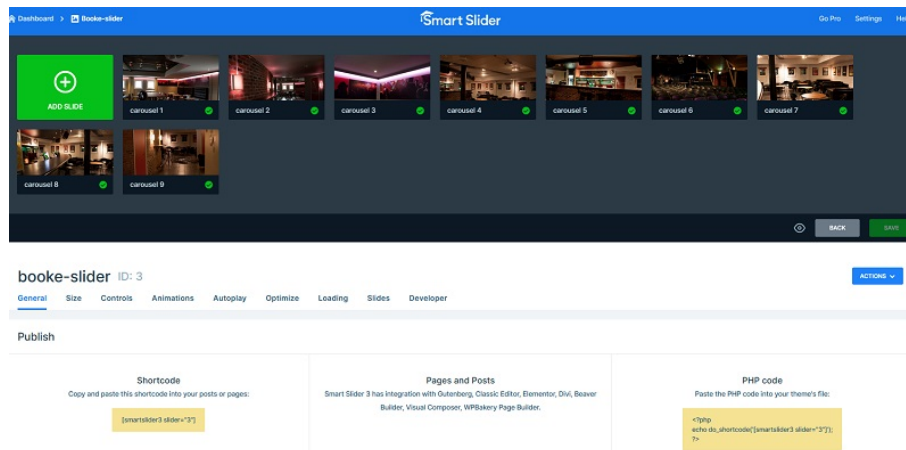 Dashboard > Booke-slider
Smart Slider
Go Pro Settings
ADD SLIDE
carousel 1
carousel 2
carousel 3
carousel 4
carousel 5
carousel 6
carousel 7
carousel 8
carousel 9
BACK
SAVE
booke-slider ID: 3
ACTIONS
General Size Controls Animations Autoplay Optimize Loading Slides Developer
Publish
Shortcode
Copy and paste this shortcode into your posts or pages:
[smartslider3 slider="3"]
Pages and Posts
Smart Slider 3 has integration with Gutenberg, Classic Editor, Elementor, Divi, Beaver
Builder, Visual Composer, WPBakery Page Builder.
PHP code
Paste the PHP code into your theme's file:
<?php
echo do_shortcode('[smartslider3 slider="3"]');
?>